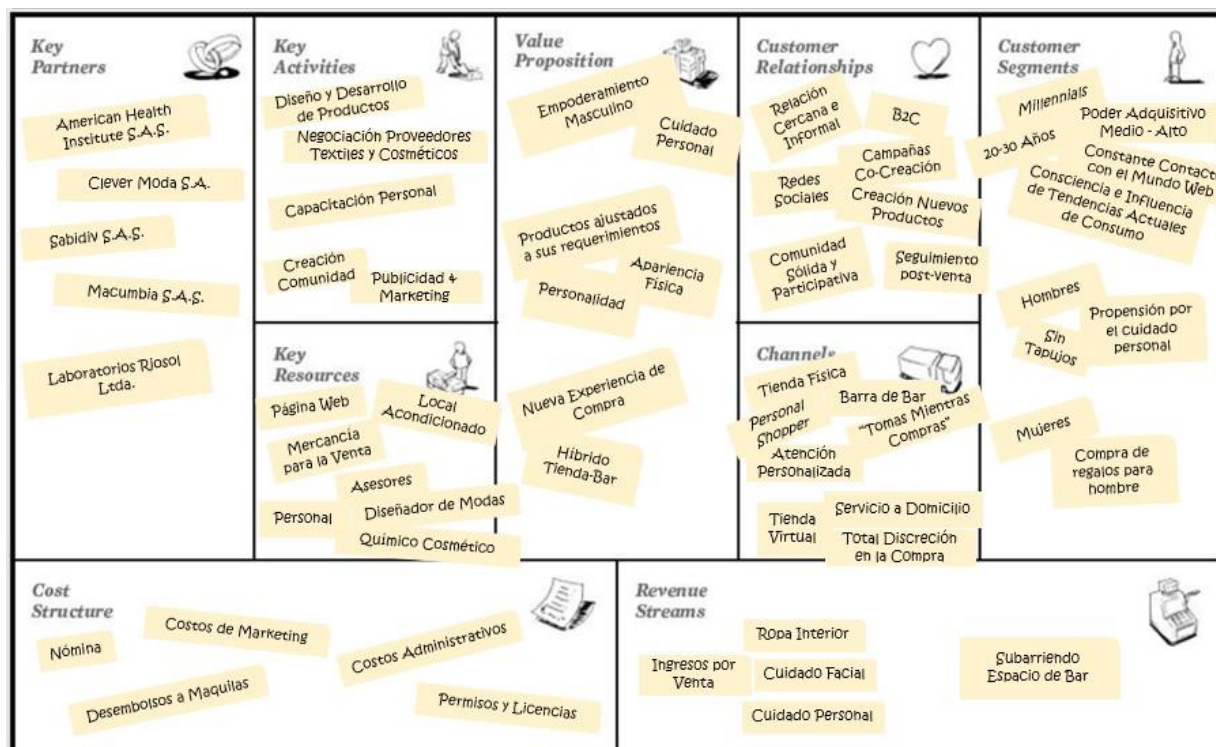 Key
Partners
American Health
Institute S.A.S.
Clever Moda S.A.
Sabidiv S.A.S.
Macumbia S.A.S.
Laboratorios Rjosol
Ltda.
Key
Activities
Diseño y Desarrollo
de Productos
Negociación Proveedores
Textiles y Cosméticos
Capacitación Personal
Creación
Comunidad
Publicidad &
Marketing
Key
Resources
Página Web
Local
Acondicionado
Mercancía
para la Venta
Asesores
Personal
Diseñador de Modas
Químico Cosmético
Value
Proposition
Empoderamiento
Masculino
Cuidado
Personal
Productos ajustados
a sus requerimientos
Apariencia
Física
Personalidad
Nueva Experiencia de
Compra
Híbrido
Tienda-Bar
Customer
Relationships
Relación
Cercana e
Informal
B2C
Campañas
Co-Creación
Redes
Sociales
Creación Nuevos
Productos
Comunidad
Sólida y
Participativa
Seguimiento
post-venta
Channels
Tienda Física
Barra de Bar
Personal
Shopper
"Tomas Mientras
Compras"
Atención
Personalizada
Tienda
Virtual
Servicio a Domicilio
Total Discreción
en la Compra
Customer
Segments
Millennials
Poder Adquisitivo
Medio - Alto
20-30 Años
Constante Contacto
con el Mundo Web
Consciencia e Influencia
de Tendencias Actuales
de Consumo
Hombres
Propensión por
el cuidado
personal
Sin
Tapujos
Mujeres
Compra de
regalos para
hombre
Cost
Structure
Nómina
Costos de Marketing
Costos Administrativos
Desembolsos a Maquilas
Permisos y Licencias
Revenue
Streams
Ingresos por
Venta
Ropa Interior
Cuidado Facial
Cuidado Personal
Subarriendo
Espacio de Bar